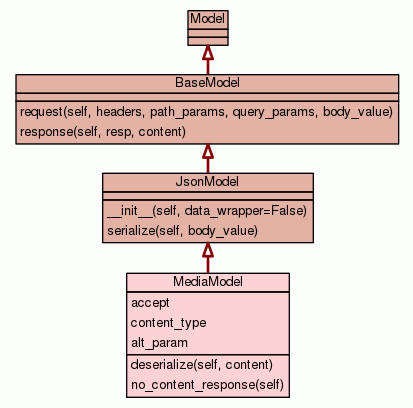 Model
BaseModel
request(self, headers, path_params, query_params, body_value)
response(self, resp, content)
JsonModel
__init__(self, data_wrapper=False)
serialize(self, body_value)
MediaModel
accept
content_type
alt_param
deserialize(self, content)
no_content_response(self)